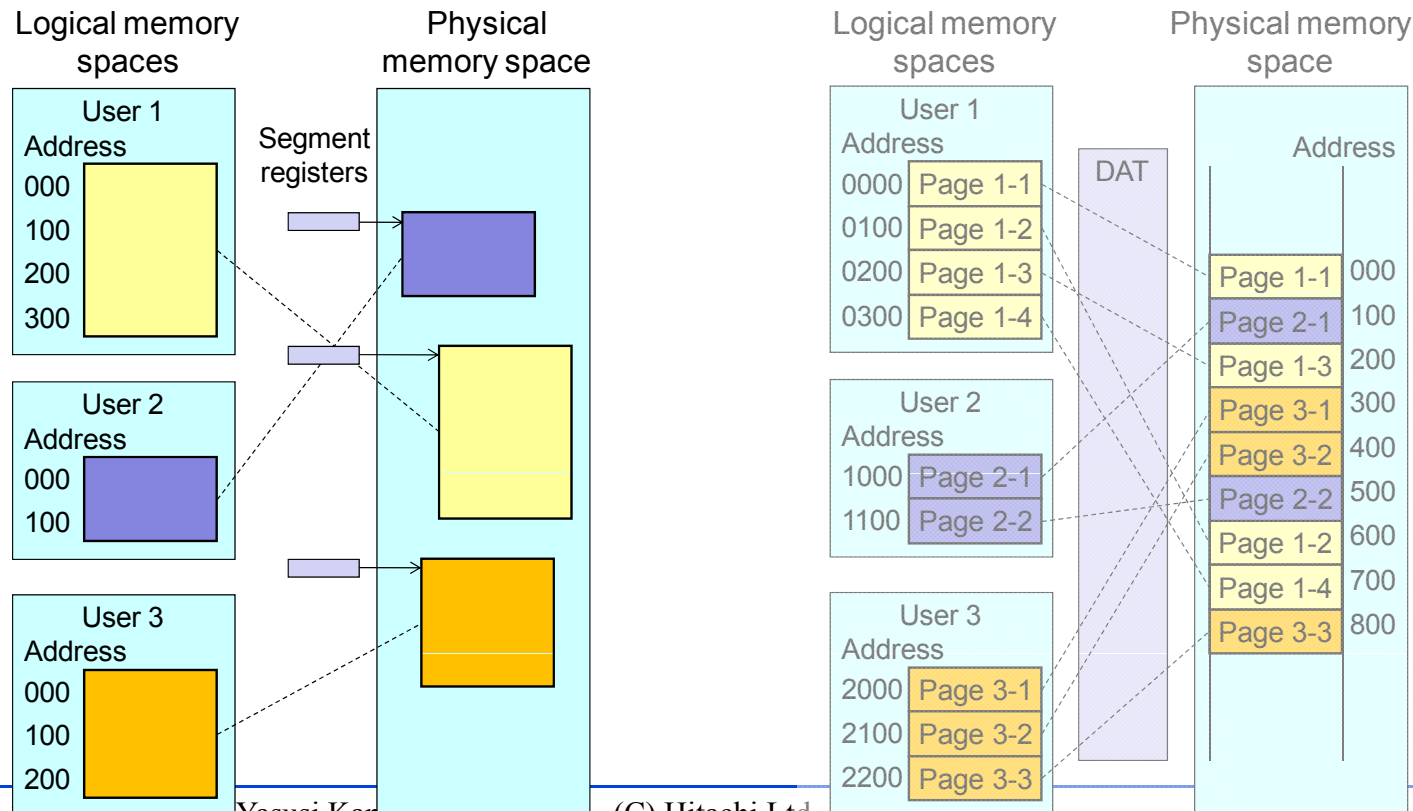 Logical memory
spaces
Physical
memory space
User 1
Address
000
100
200
300
Segment
registers
User 2
Address
000
100
User 3
Address
000
100
200
Logical memory
spaces
Physical memory
space
User 1
Address
0000 Page 1-1
0100 Page 1-2
0200 Page 1-3
0300 Page 1-4
DAT
User 2
Address
1000 Page 2-1
1100 Page 2-2
User 3
Address
2000 Page 3-1
2100 Page 3-2
2200 Page 3-3
Address
Page 1-1 000
Page 2-1 100
Page 1-3 200
Page 3-1 300
Page 3-2 400
Page 2-2 500
Page 1-2 600
Page 1-4 700
Page 3-3 800
(C) Hitachi Ltd